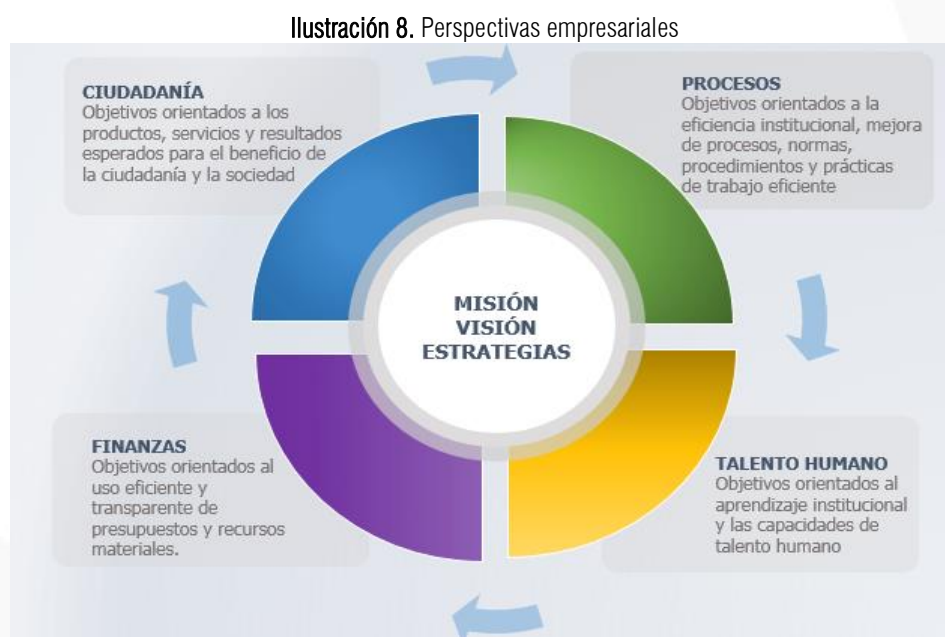 Ilustración 8. Perspectivas empresariales
CIUDADANÍA
Objetivos orientados a los
productos, servicios y resultados
esperados para el beneficio de
la ciudadanía y la sociedad
PROCESOS
Objetivos orientados a la
eficiencia institucional, mejora
de procesos, normas,
procedimientos y prácticas
de trabajo eficiente
MISIÓN
VISIÓN
ESTRATEGIAS
FINANZAS
Objetivos orientados al
uso eficiente y
transparente de
presupuestos y recursos
materiales.
TALENTO HUMANO
Objetivos orientados al
aprendizaje institucional
y las capacidades de
talento humano